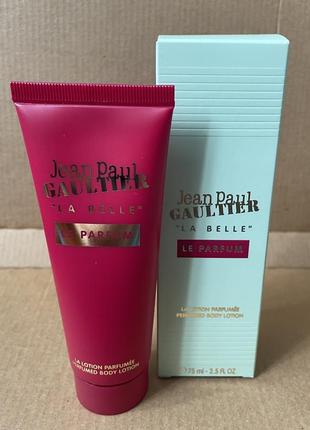 Jean Paul
GAULTIER
"LA BELLE"
LE PARFUM
LA LOTION PARFUMÉE
PERFUMED BODY LOTION
Jean Paul
GAULTIER
"LA BELLE"
LE PARFUM
LA LOTION PARFUMÉE
PERFUMED BODY LOTION
75 ml - 2.5 FL OZ